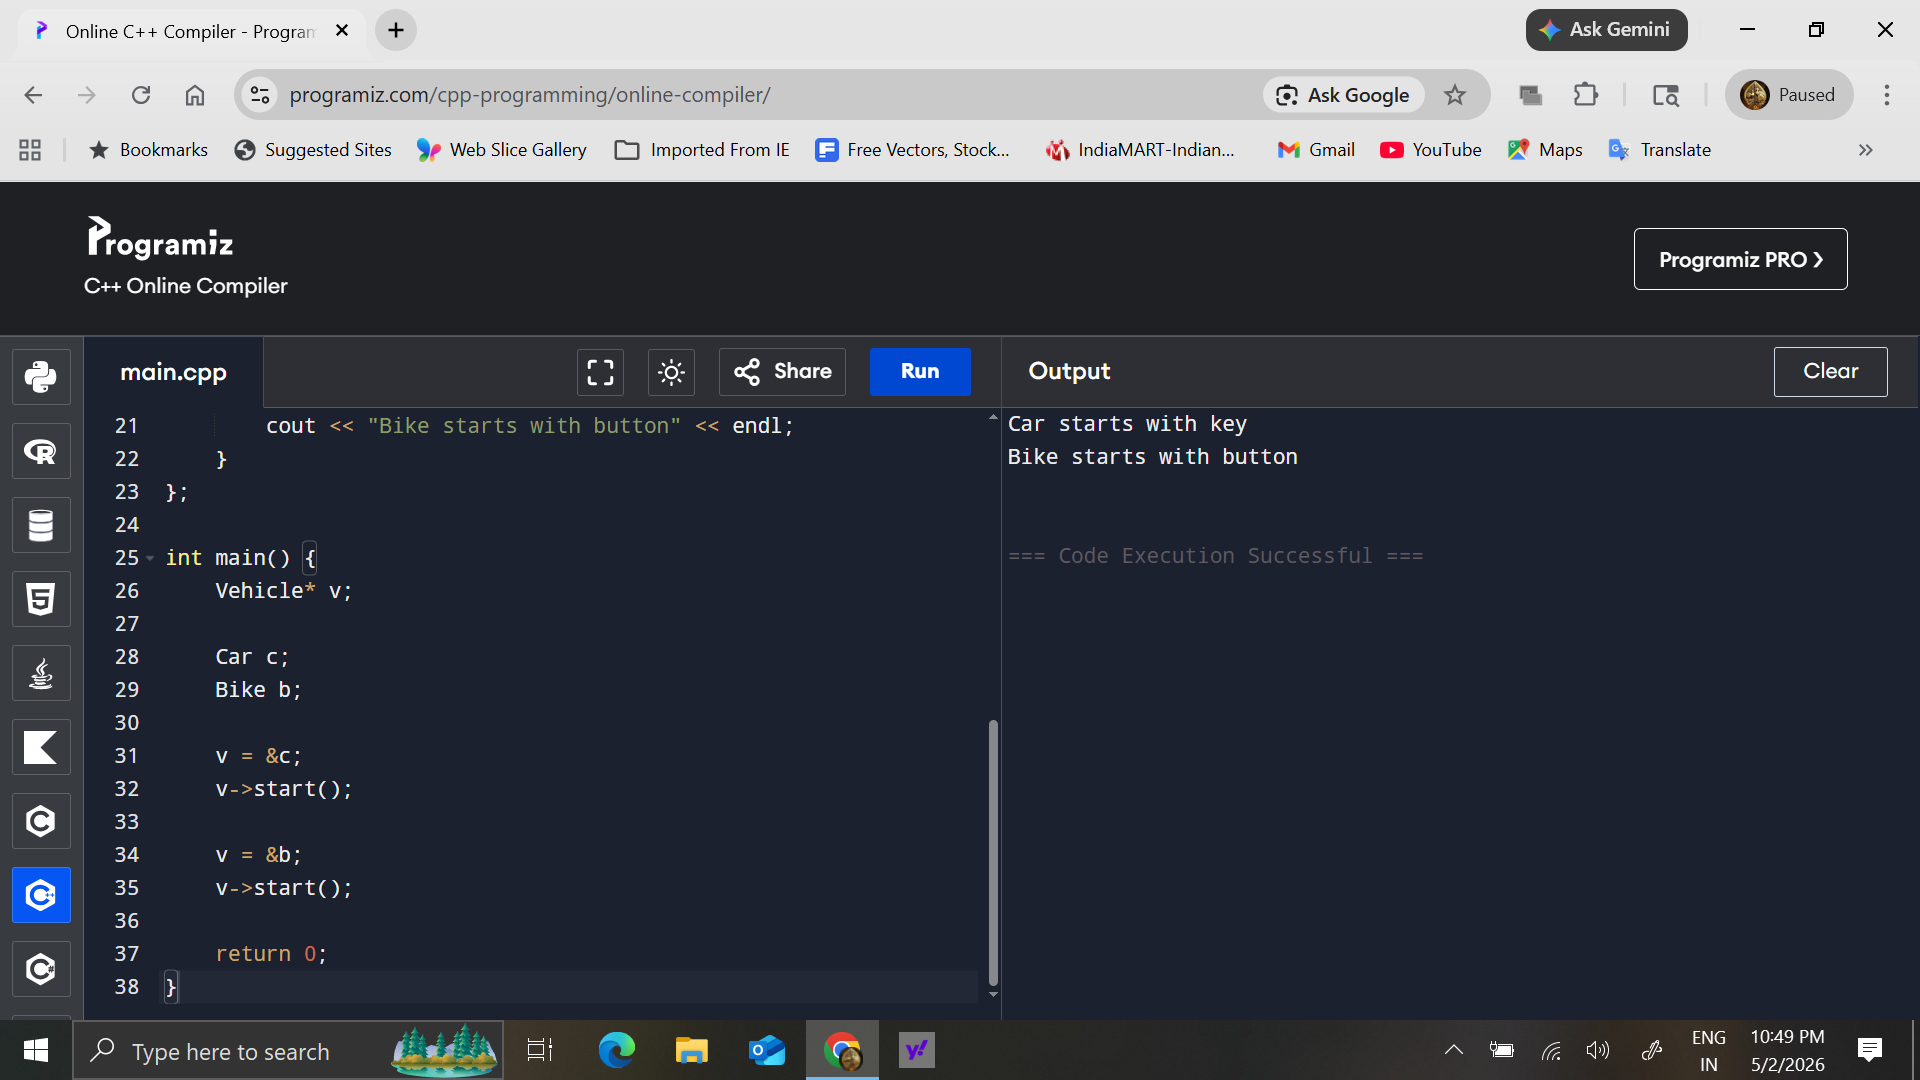 Online C++ Compiler - Program
Ask Gemini
programiz.com/cpp-programming/online-compiler/
Ask Google
Paused
Bookmarks
Suggested Sites
Web Slice Gallery
Imported From IE
Free Vectors, Stock...
IndiaMART-Indian...
Gmail
YouTube
Maps
Translate
Programiz
C++ Online Compiler
Programiz PRO
main.cpp
Share
Run
Output
Clear
21 cout << "Bike starts with button" << endl;
22 }
23 };
24
25 int main() {
26 Vehicle* v;
27
28 Car c;
29 Bike b;
30
31 v = &c;
32 v->start();
33
34 v = &b;
35 v->start();
36
37 return 0;
38 }
Car starts with key
Bike starts with button
=== Code Execution Successful ===
Type here to search
ENG
IN
10:49 PM
5/2/2026